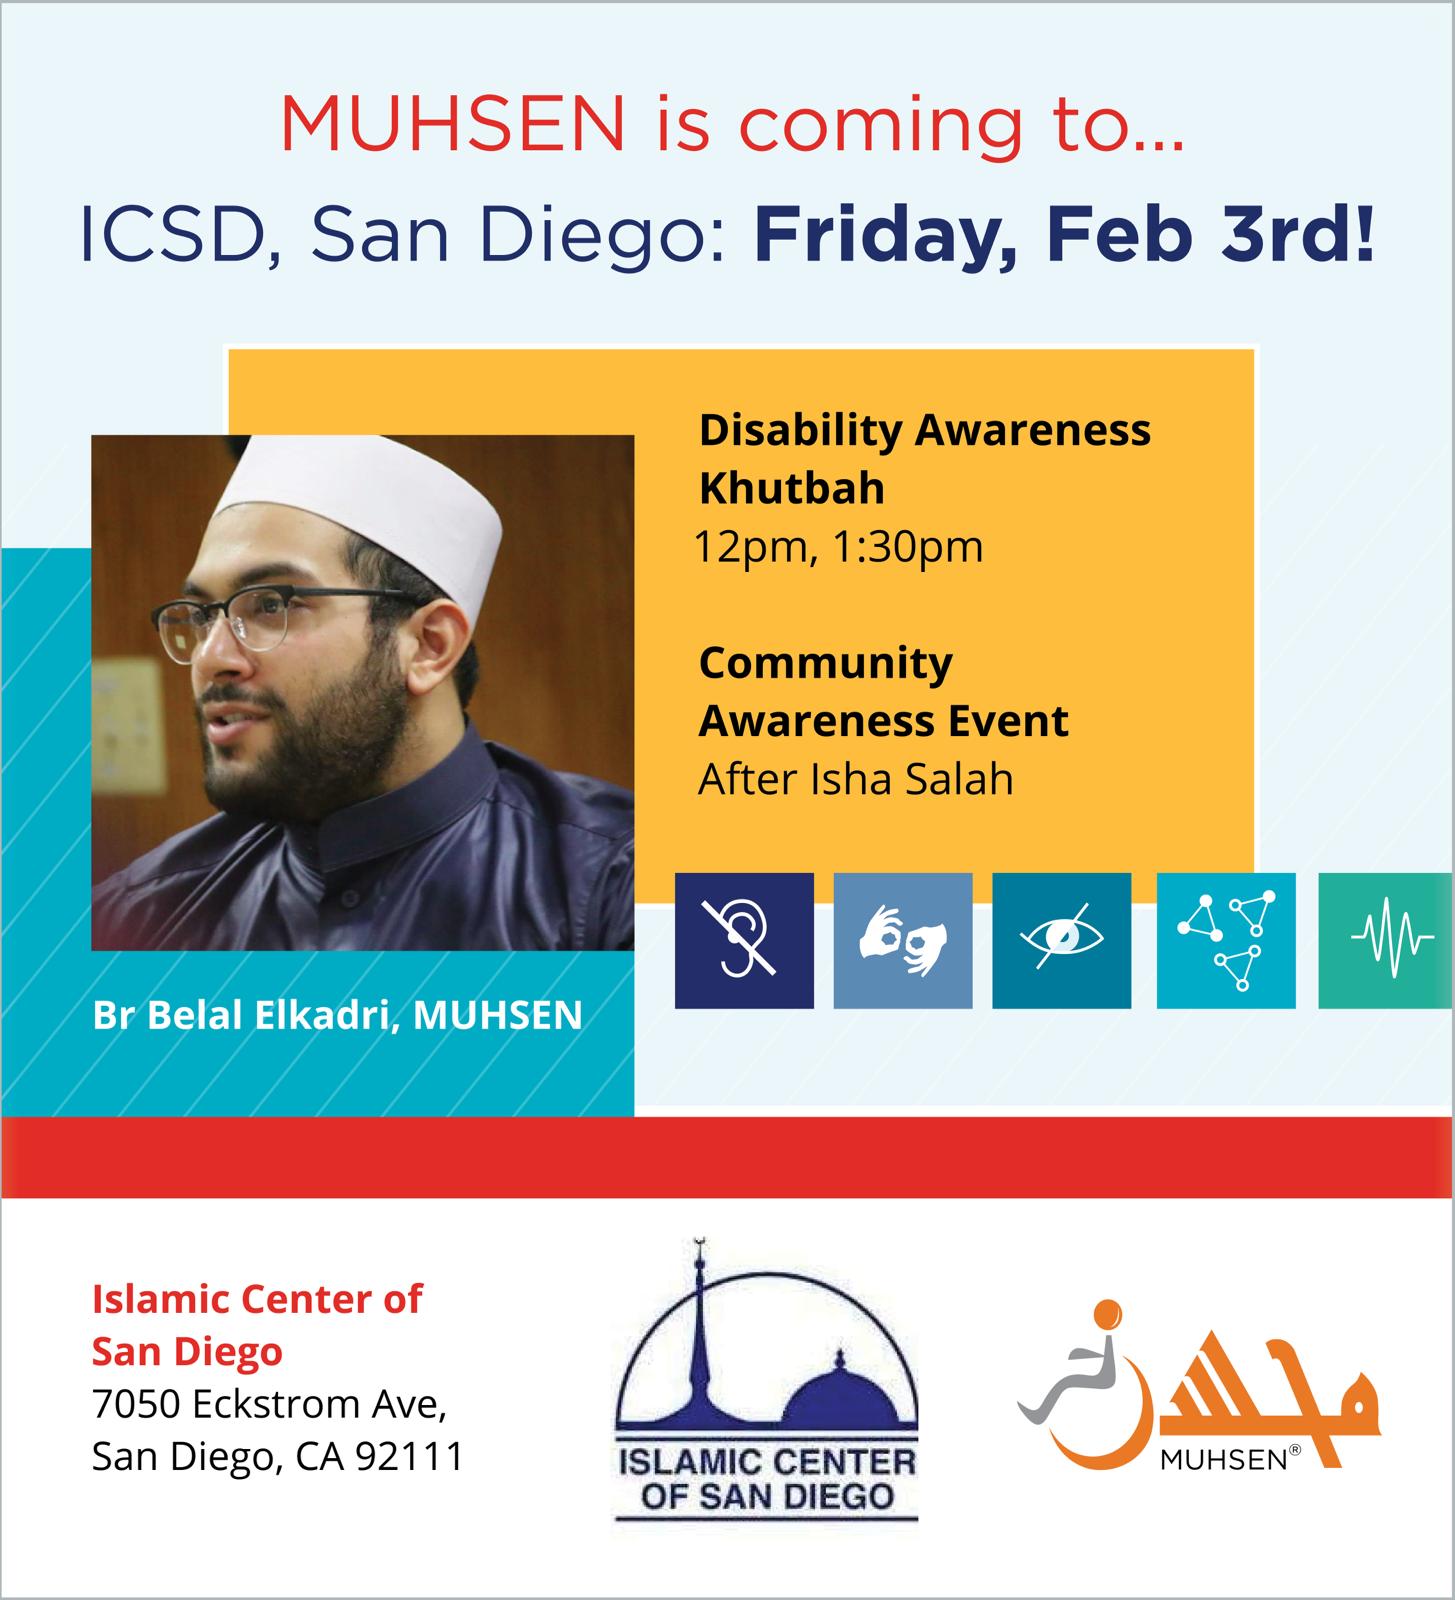 MUHSEN is coming to...
ICSD, San Diego: Friday, Feb 3rd!
Disability Awareness
Khutbah
12pm, 1:30pm
Community
Awareness Event
After Isha Salah
Br Belal Elkadri, MUHSEN
Islamic Center of
San Diego
7050 Eckstrom Ave,
San Diego, CA 92111
ISLAMIC CENTER
OF SAN DIEGO
محسن
MUHSEN®